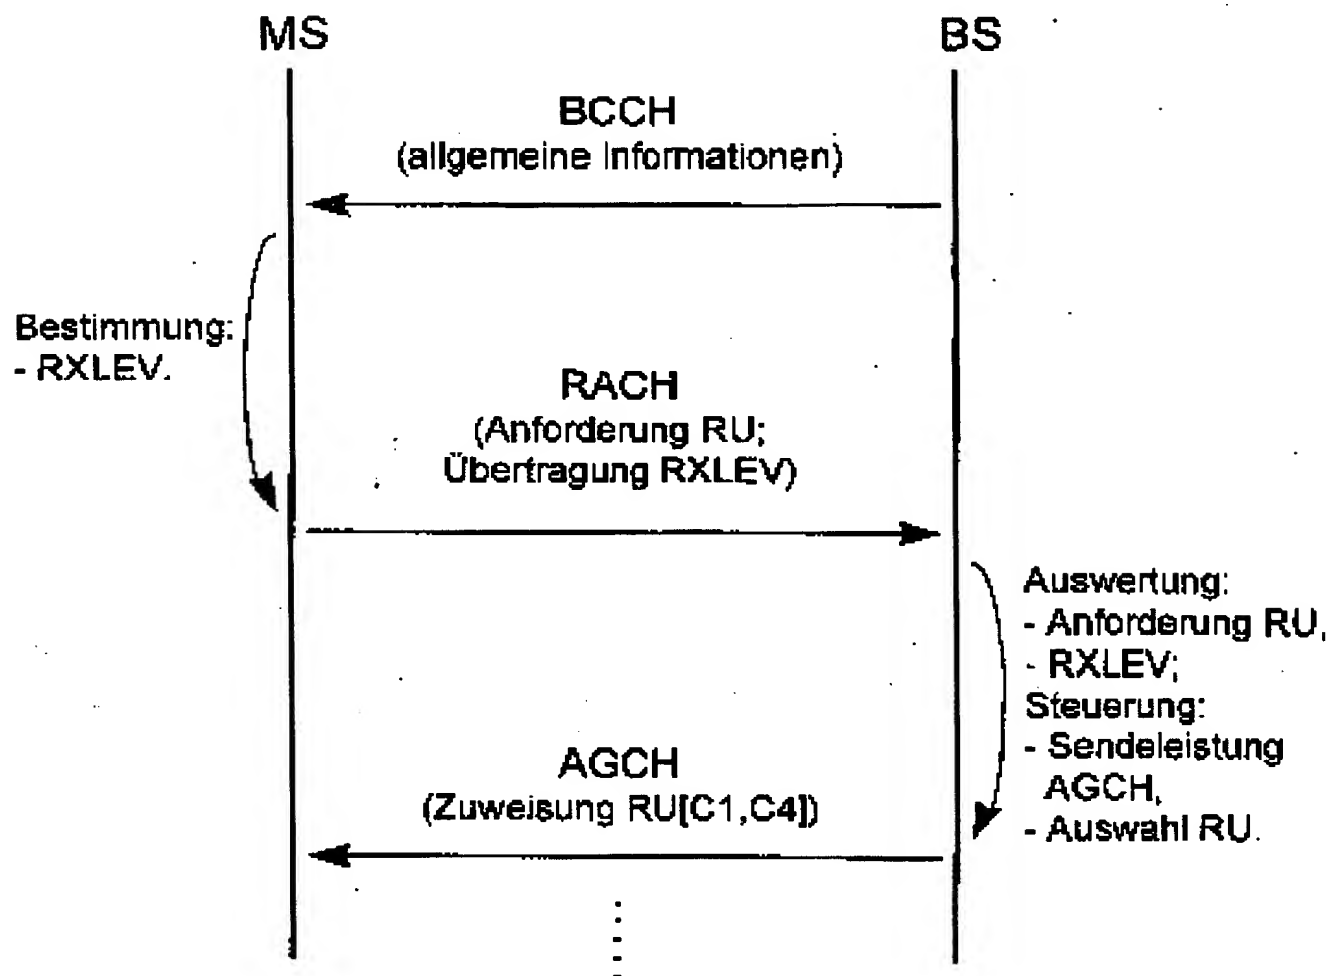 MS
BS
BCCH
(allgemeine Informationen)
Bestimmung:
- RXLEV.
RACH
(Anforderung RU;
Übertragung RXLEV)
Auswertung:
- Anforderung RU,
- RXLEV;
Steuerung:
- Sendeleistung
AGCH,
- Auswahl RU.
AGCH
(Zuweisung RU[C1,C4])